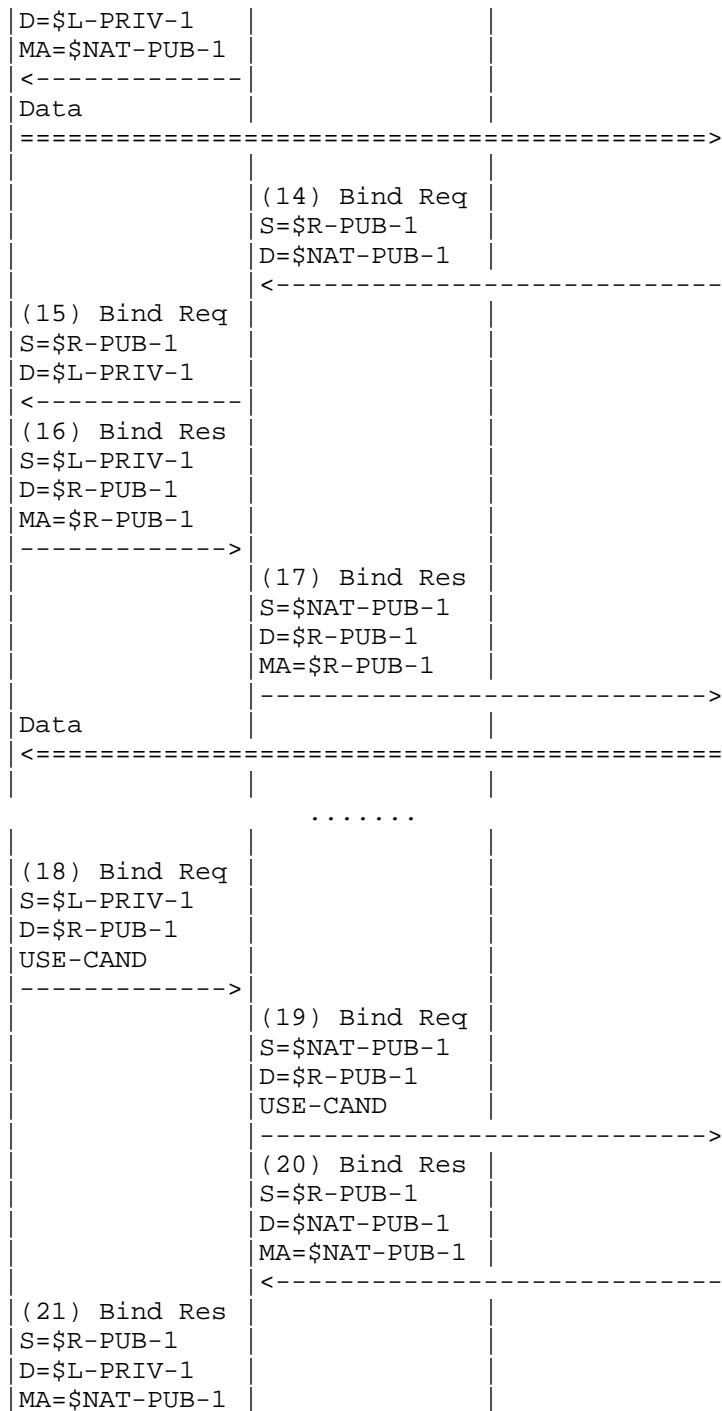 |D=$L-PRIV-1   |              |
|MA=$NAT-PUB-1 |              |
|<-------------|              |
|Data          |              |
|===========================================>
|              |              |
|              |(14) Bind Req |
|              |S=$R-PUB-1    |
|              |D=$NAT-PUB-1  |
|              |<----------------------------
|(15) Bind Req |              |
|S=$R-PUB-1    |              |
|D=$L-PRIV-1   |              |
|<-------------|              |
|(16) Bind Res |              |
|S=$L-PRIV-1   |              |
|D=$R-PUB-1    |              |
|MA=$R-PUB-1   |              |
|------------->|              |
|              |(17) Bind Res |
|              |S=$NAT-PUB-1  |
|              |D=$R-PUB-1    |
|              |MA=$R-PUB-1   |
|              |---------------------------->
|Data          |              |
|<===========================================
|              |              |
                  .......
|              |              |
|(18) Bind Req |              |
|S=$L-PRIV-1   |              |
|D=$R-PUB-1    |              |
|USE-CAND      |              |
|------------->|              |
|              |(19) Bind Req |
|              |S=$NAT-PUB-1  |
|              |D=$R-PUB-1    |
|              |USE-CAND      |
|              |---------------------------->
|              |(20) Bind Res |
|              |S=$R-PUB-1    |
|              |D=$NAT-PUB-1  |
|              |MA=$NAT-PUB-1 |
|              |<----------------------------
|(21) Bind Res |              |
|S=$R-PUB-1    |              |
|D=$L-PRIV-1   |              |
|MA=$NAT-PUB-1 |              |